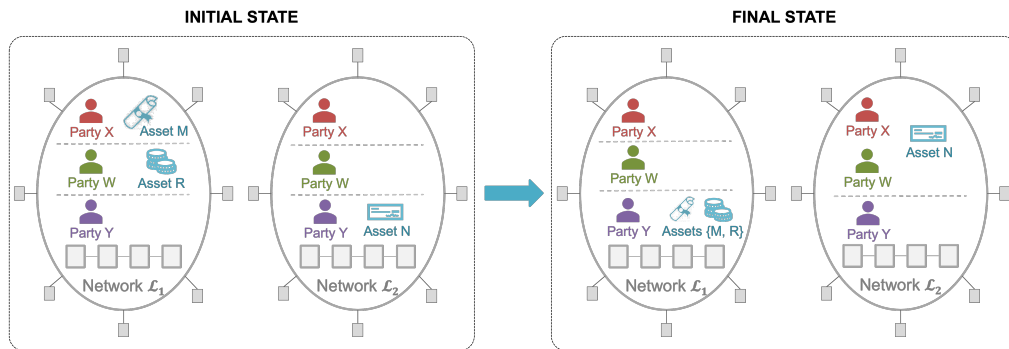 INITIAL STATE
FINAL STATE
Party X
Asset M
Party W
Asset R
Party Y
Network ℒ₁
Party X
Party W
Party Y
Asset N
Network ℒ₂
Party X
Party W
Party Y
Assets {M, R}
Network ℒ₁
Party X
Asset N
Party W
Party Y
Network ℒ₂